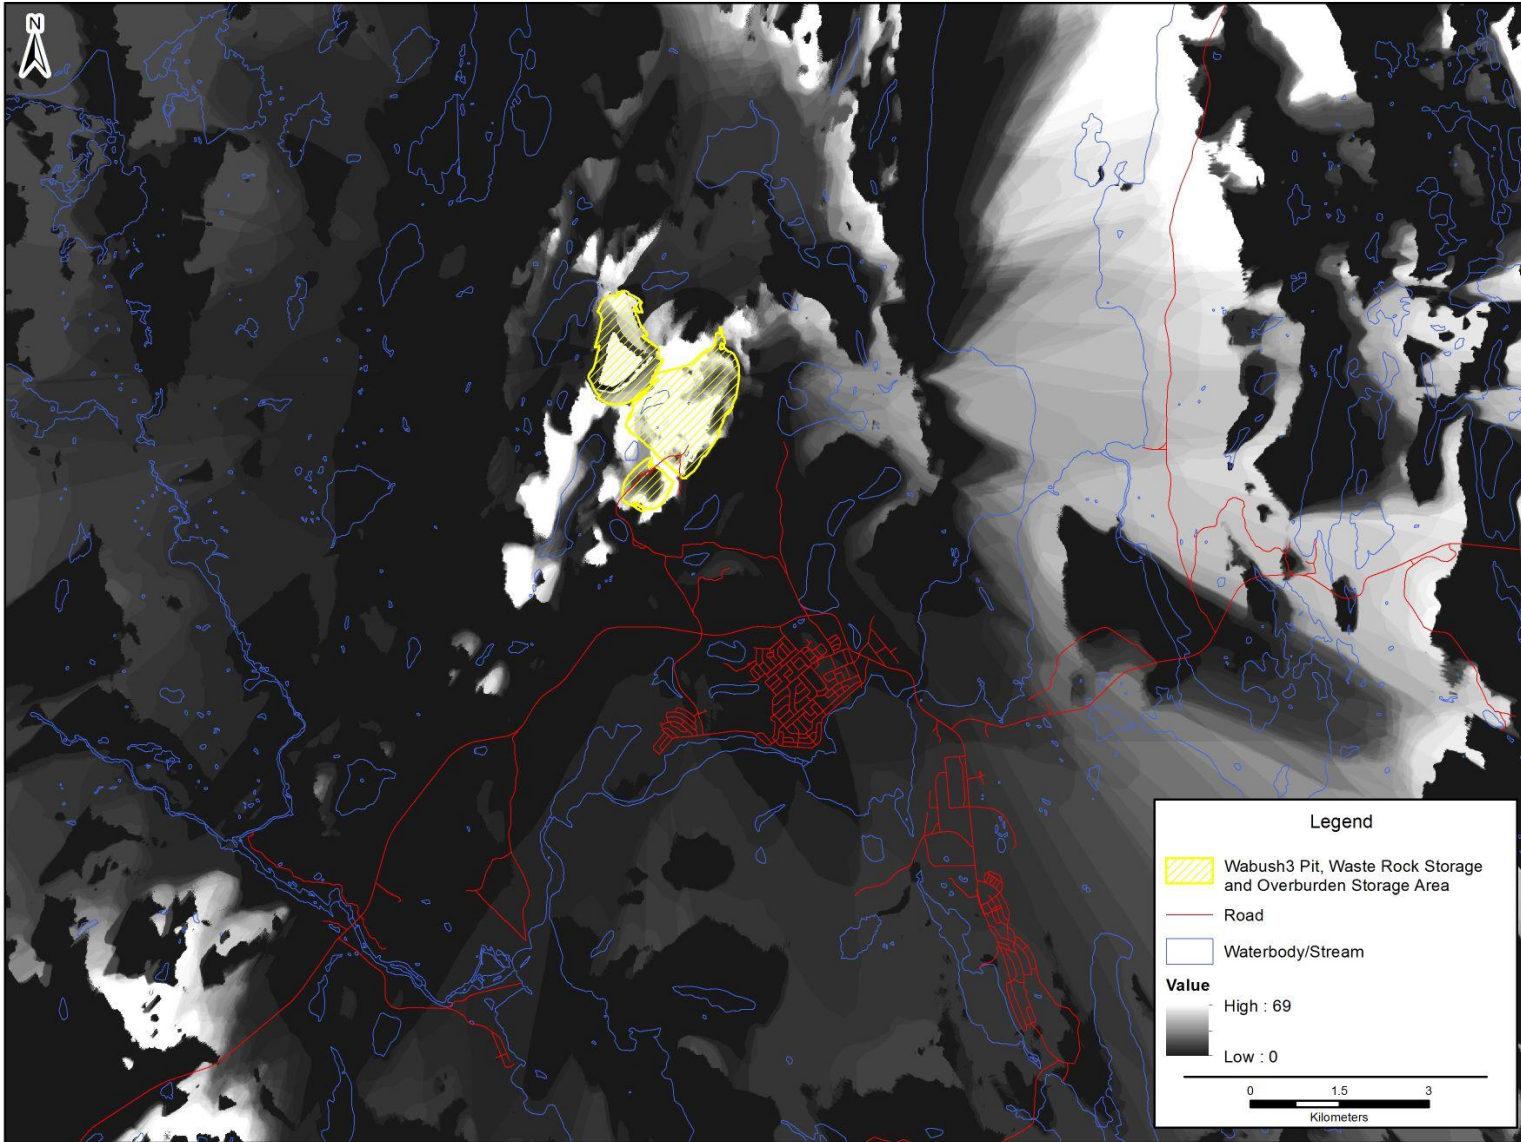 N
Legend
Wabush3 Pit, Waste Rock Storage
and Overburden Storage Area
Road
Waterbody/Stream
Value
High : 69
Low : 0
0 1.5 3
Kilometers